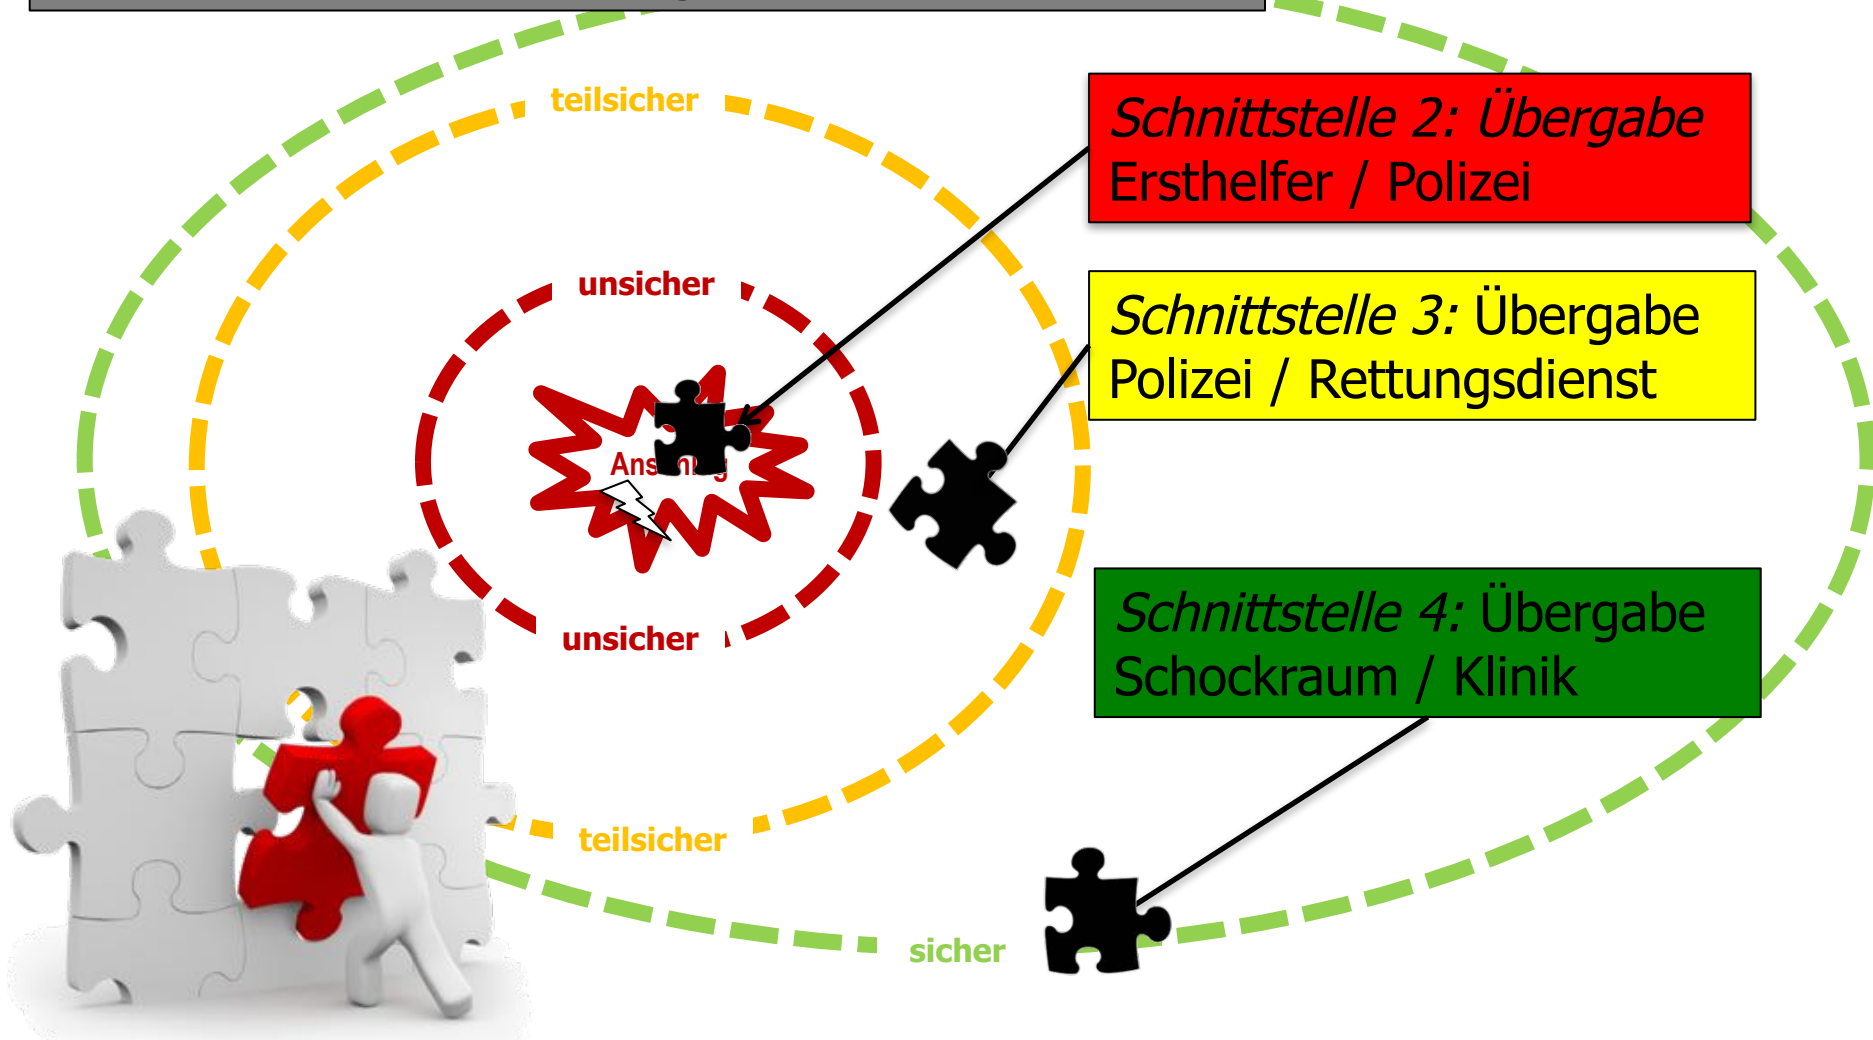 teilsicher
Schnittstelle 2: Übergabe
Ersthelfer / Polizei
unsicher
Schnittstelle 3: Übergabe
Polizei / Rettungsdienst
unsicher
Schnittstelle 4: Übergabe
Schockraum / Klinik
teilsicher
sicher